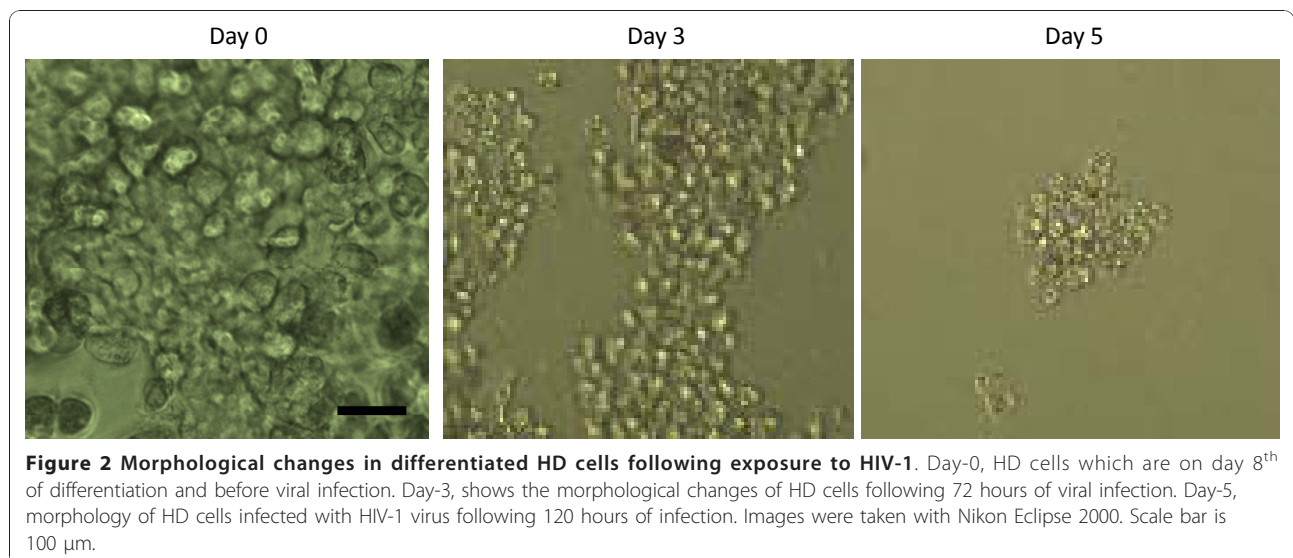 Day 0 Day 3 Day 5
Figure 2 Morphological changes in differentiated HD cells following exposure to HIV-1. Day-0, HD cells which are on day 8th
of differentiation and before viral infection. Day-3, shows the morphological changes of HD cells following 72 hours of viral infection. Day-5,
morphology of HD cells infected with HIV-1 virus following 120 hours of infection. Images were taken with Nikon Eclipse 2000. Scale bar is
100 μm.